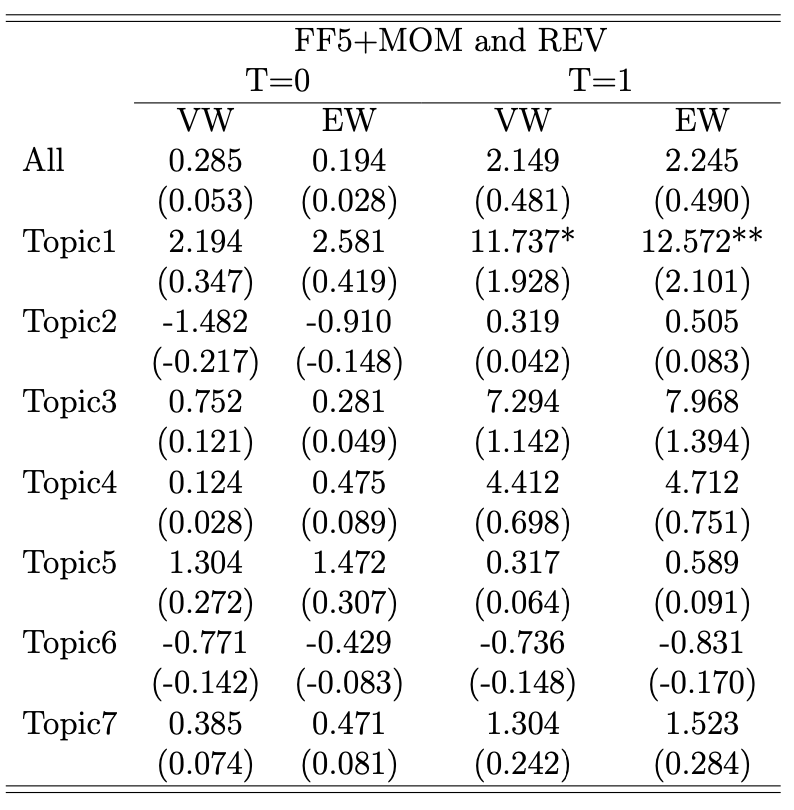 FF5+MOM and REV
T=0 T=1
VW EW VW EW
All 0.285 0.194 2.149 2.245
(0.053) (0.028) (0.481) (0.490)
Topic1 2.194 2.581 11.737* 12.572**
(0.347) (0.419) (1.928) (2.101)
Topic2 -1.482 -0.910 0.319 0.505
(-0.217) (-0.148) (0.042) (0.083)
Topic3 0.752 0.281 7.294 7.968
(0.121) (0.049) (1.142) (1.394)
Topic4 0.124 0.475 4.412 4.712
(0.028) (0.089) (0.698) (0.751)
Topic5 1.304 1.472 0.317 0.589
(0.272) (0.307) (0.064) (0.091)
Topic6 -0.771 -0.429 -0.736 -0.831
(-0.142) (-0.083) (-0.148) (-0.170)
Topic7 0.385 0.471 1.304 1.523
(0.074) (0.081) (0.242) (0.284)